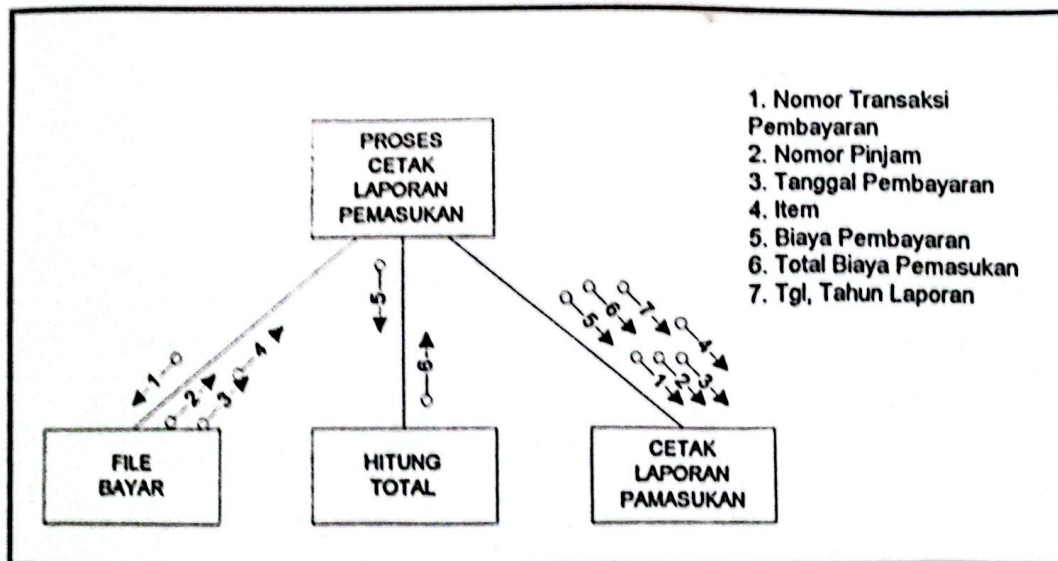 PROSES
CETAK
LAPORAN
PEMASUKAN
1. Nomor Transaksi
Pembayaran
2. Nomor Pinjam
3. Tanggal Pembayaran
4. Item
5. Biaya Pembayaran
6. Total Biaya Pemasukan
7. Tgl, Tahun Laporan
1
2
3
4
5
6
5
6
7
4
1
2
3
FILE
BAYAR
HITUNG
TOTAL
CETAK
LAPORAN
PAMASUKAN